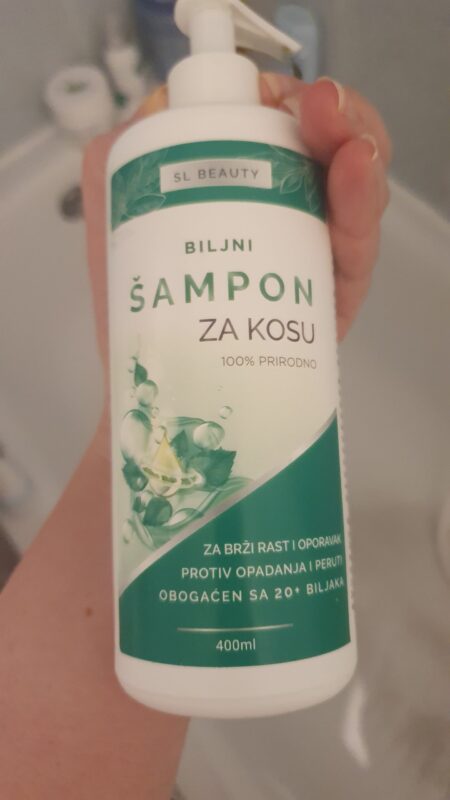 SL BEAUTY
BILJNI
ŠAMPON
ZA KOSU
100% PRIRODNO
ZA BRŽI RAST I OPORAVAK
PROTIV OPADANJA I PERUTI
OBOGAĆEN SA 20+ BILJAKA
400ml